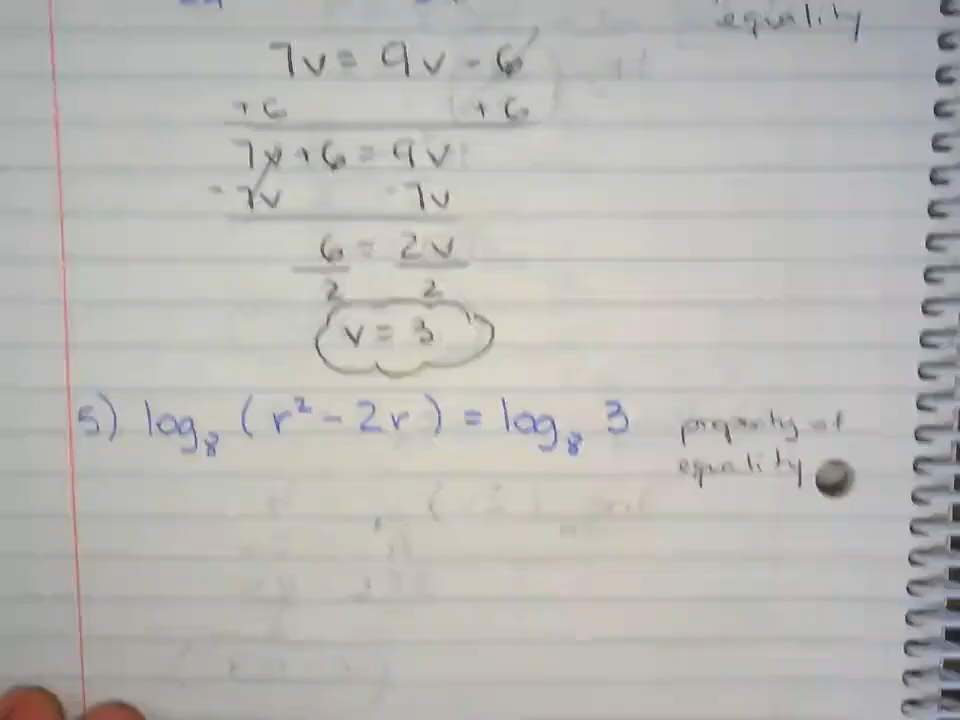 equality
7v = 9v - 6
+6 +6
7v + 6 = 9v
- 7v - 7v
6 = 2v
2 2
v = 3
5) log₈ (r² - 2r) = log₈ 3
property of
equality